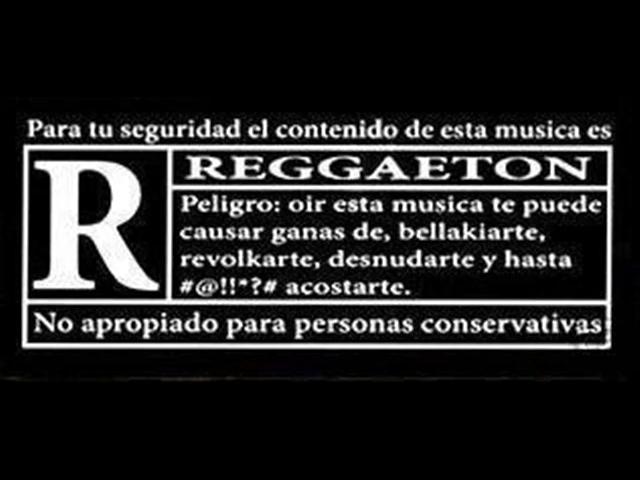 Para tu seguridad el contenido de esta musica es
R
REGGAETON
Peligro: oir esta musica te puede
causar ganas de, bellakiarte,
revolkarte, desnudarte y hasta
#@!!*?# acostarte.
No apropiado para personas conservativas